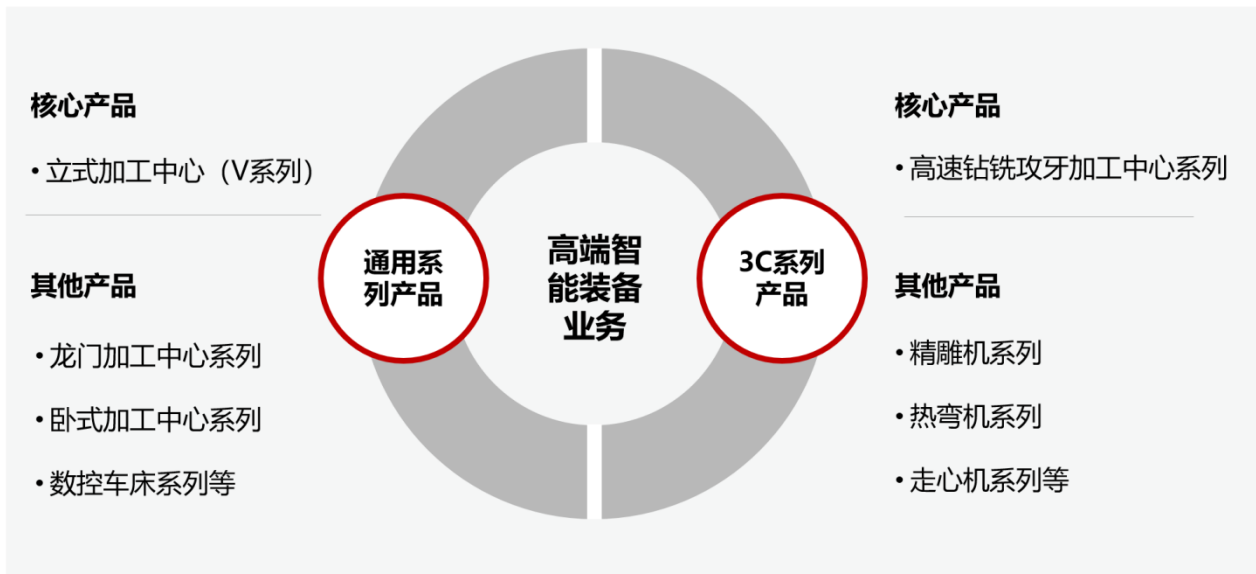 核心产品
• 立式加工中心（V系列）
其他产品
• 龙门加工中心系列
• 卧式加工中心系列
• 数控车床系列等
通用系
列产品
高端智
能装备
业务
3C系列
产品
核心产品
• 高速钻铣攻牙加工中心系列
其他产品
• 精雕机系列
• 热弯机系列
• 走心机系列等